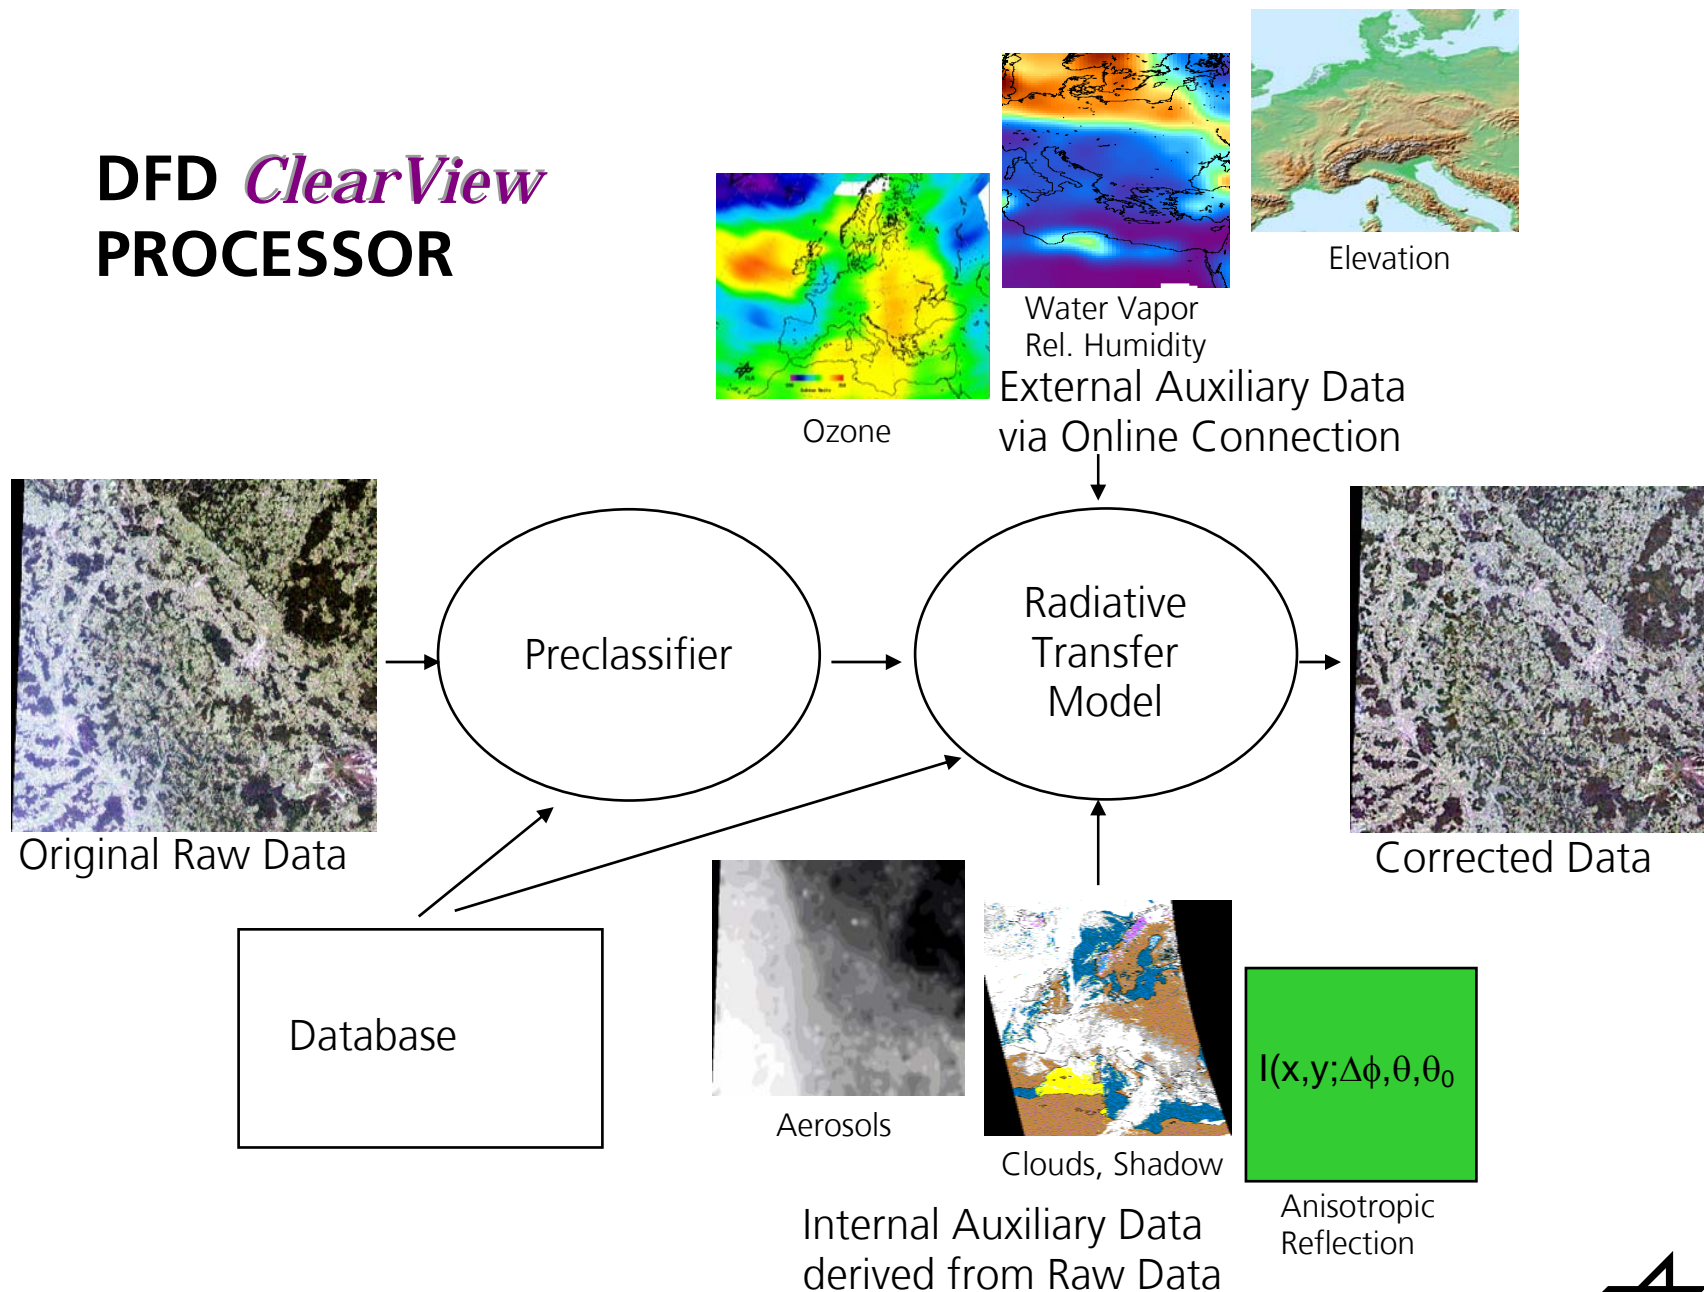 DFD ClearView
PROCESSOR
Elevation
Water Vapor
Rel. Humidity
External Auxiliary Data
via Online Connection
Ozone
Preclassifier
Radiative
Transfer
Model
Original Raw Data
Corrected Data
Database
Aerosols
Clouds, Shadow
I(x,y;Δϕ,θ,θ₀
Anisotropic
Reflection
Internal Auxiliary Data
derived from Raw Data